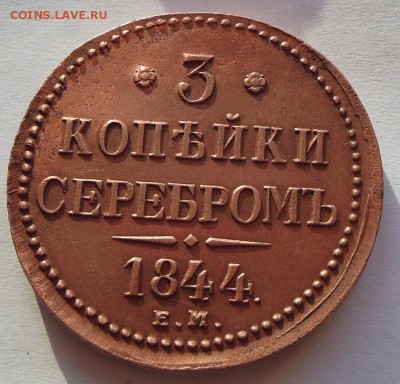 COINS.LAVE.RU
3
КОПѢЙКИ
СЕРЕБРОМЪ
1844.
Е.М.